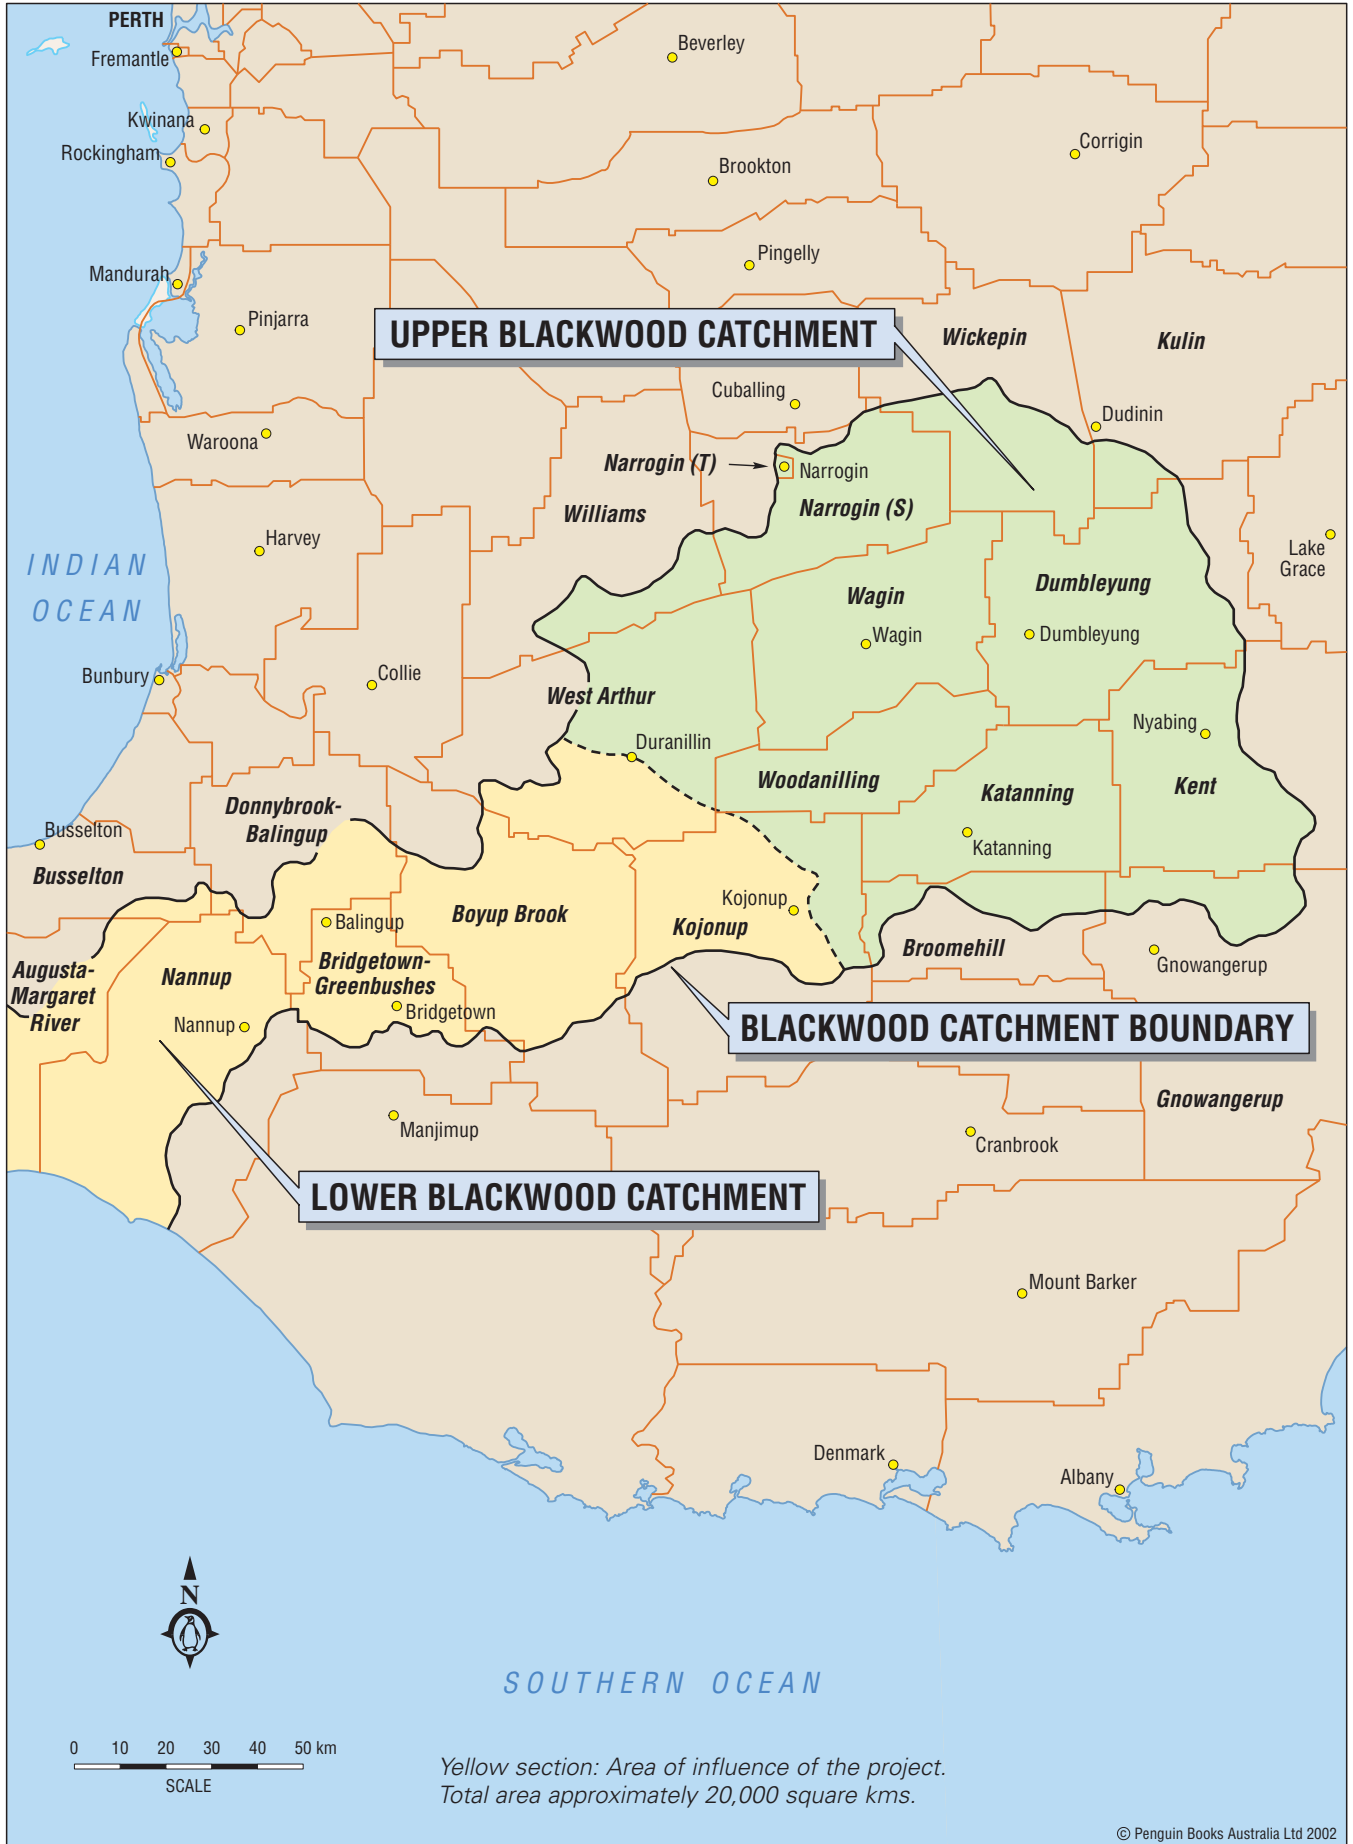 PERTH
Fremantle
Beverley
Kwinana
Rockingham
Corrigin
Brookton
Pingelly
Mandurah
Pinjarra
UPPER BLACKWOOD CATCHMENT
Wickepin
Kulin
Cuballing
Dudinin
Waroona
Narrogin (T)
Narrogin
Narrogin (S)
Williams
Harvey
Lake
Grace
INDIAN
OCEAN
Dumbleyung
Wagin
Wagin
Dumbleyung
Bunbury
Collie
West Arthur
Nyabing
Duranillin
Woodanilling
Katanning
Kent
Donnybrook-
Balingup
Busselton
Katanning
Busselton
Kojonup
Boyup Brook
Balingup
Kojonup
Broomehill
Gnowangerup
Augusta-
Margaret
River
Nannup
Bridgetown-
Greenbushes
Bridgetown
Nannup
BLACKWOOD CATCHMENT BOUNDARY
Gnowangerup
Manjimup
Cranbrook
LOWER BLACKWOOD CATCHMENT
Mount Barker
Denmark
Albany
N
SOUTHERN OCEAN
0 10 20 30 40 50 km
SCALE
Yellow section: Area of influence of the project.
Total area approximately 20,000 square kms.
© Penguin Books Australia Ltd 2002